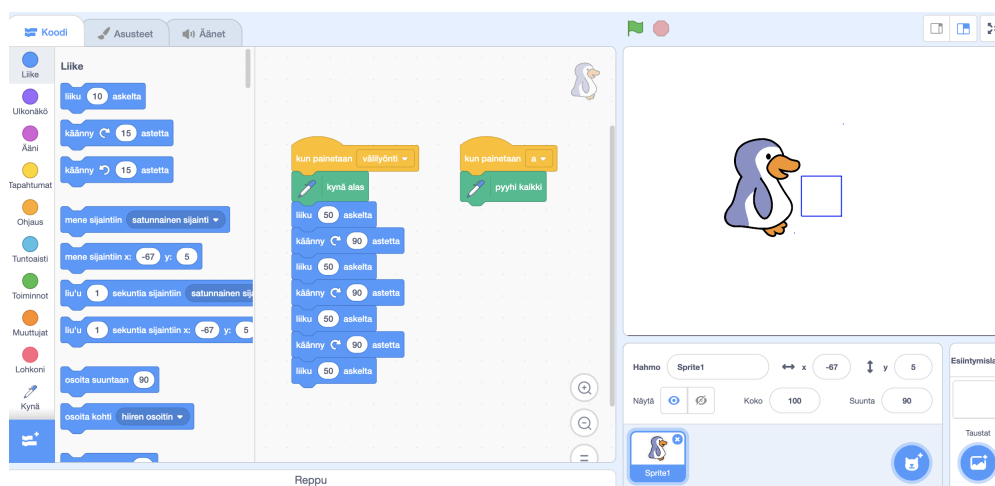 Koodi
Asusteet
Äänet
Liike
Ulkonäkö
Ääni
Tapahtumat
Ohjaus
Tuntoaisti
Toiminnot
Muuttujat
Lohkoni
Kynä
Liike
liiku 10 askelta
käänny 15 astetta
käänny 15 astetta
mene sijaintiin satunnainen sijainti
mene sijaintiin x: -67 y: 5
liu'u 1 sekuntia sijaintiin satunnainen
liu'u 1 sekuntia sijaintiin x: -67 y: 5
osoita suuntaan 90
osoita kohti hiiren osoitin
kun painetaan välilyönti
kynä alas
liiku 50 askelta
käänny 90 astetta
liiku 50 askelta
käänny 90 astetta
liiku 50 askelta
käänny 90 astetta
liiku 50 askelta
kun painetaan a
pyyhi kaikki
Reppu
Hahmo Sprite1 x -67 y 5
Näytä Koko 100 Suunta 90
Sprite1
Taustat